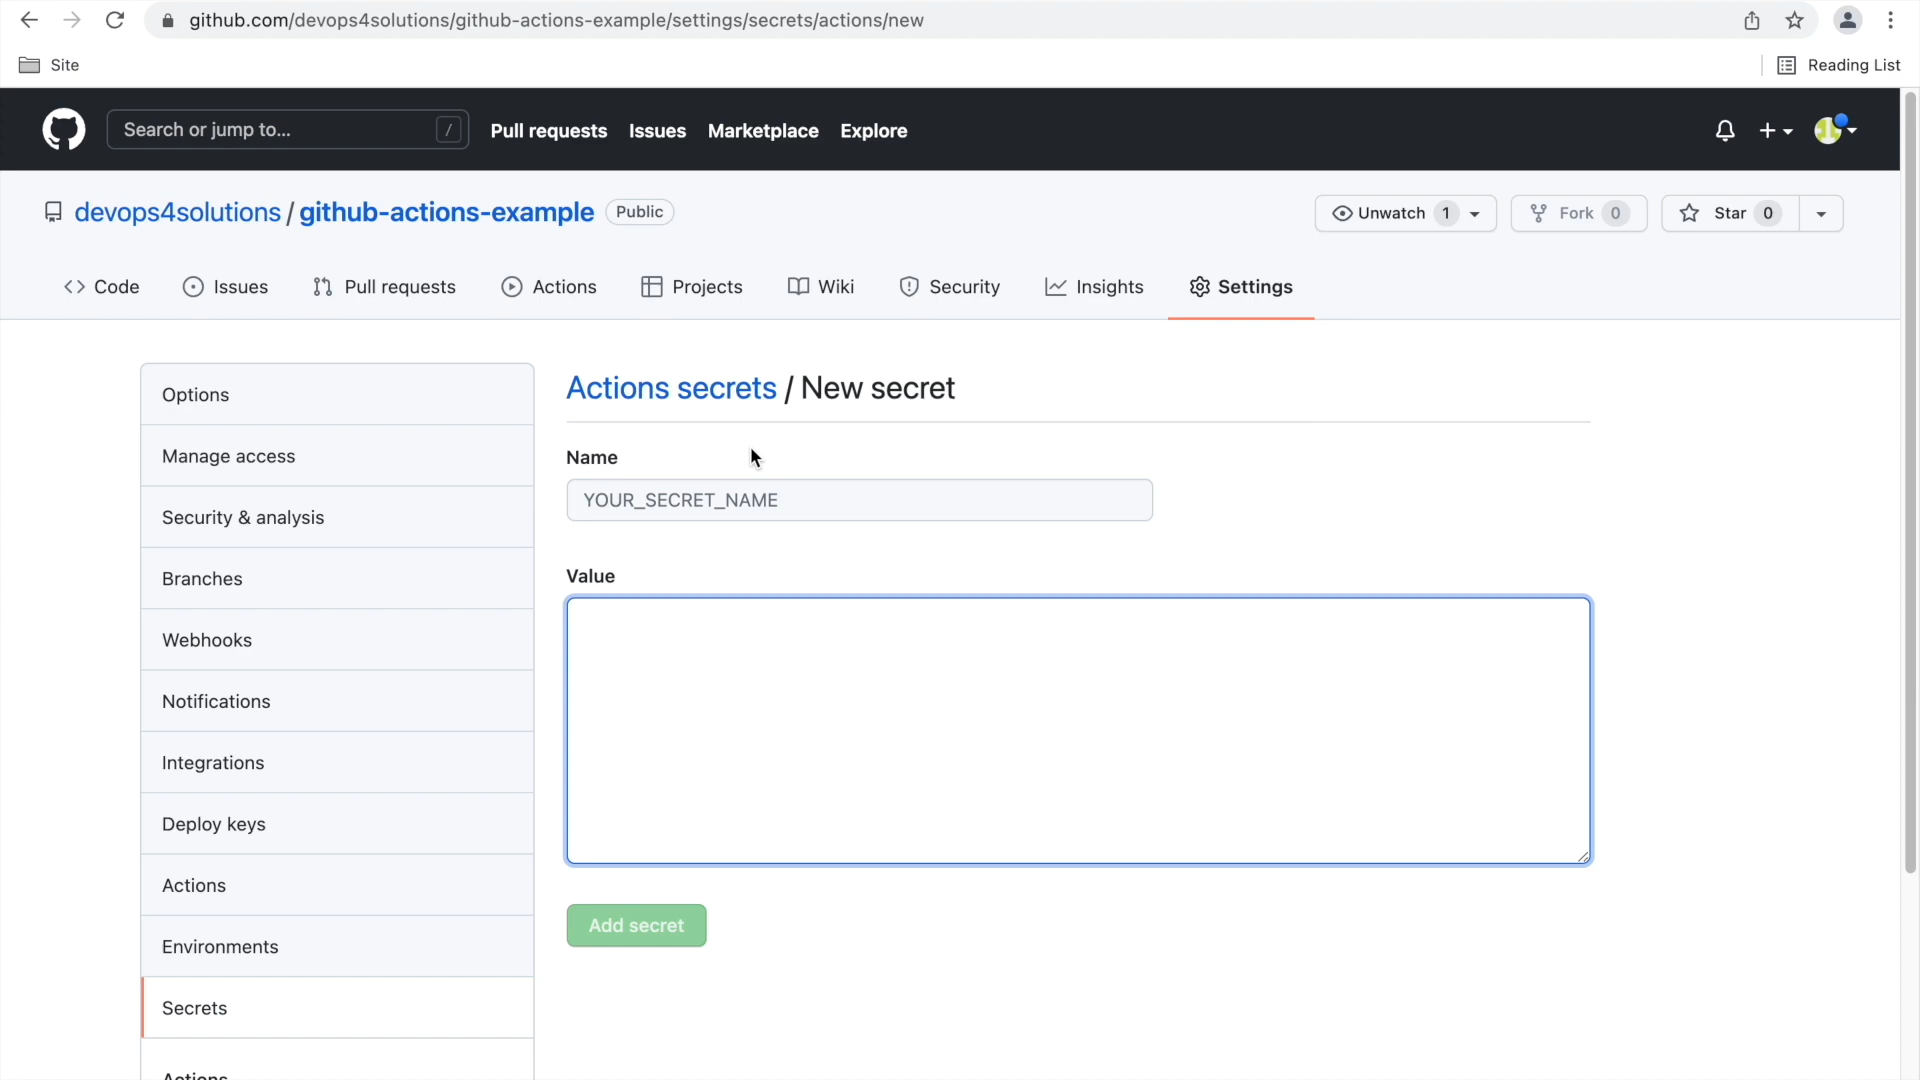 github.com/devops4solutions/github-actions-example/settings/secrets/actions/new
Site
Reading List
Search or jump to... /
Pull requests Issues Marketplace Explore
devops4solutions / github-actions-example Public
Unwatch 1 Fork 0 Star 0
Code Issues Pull requests Actions Projects Wiki Security Insights Settings
Options
Manage access
Security & analysis
Branches
Webhooks
Notifications
Integrations
Deploy keys
Actions
Environments
Secrets
Actions
Actions secrets / New secret
Name
YOUR_SECRET_NAME
Value
Add secret